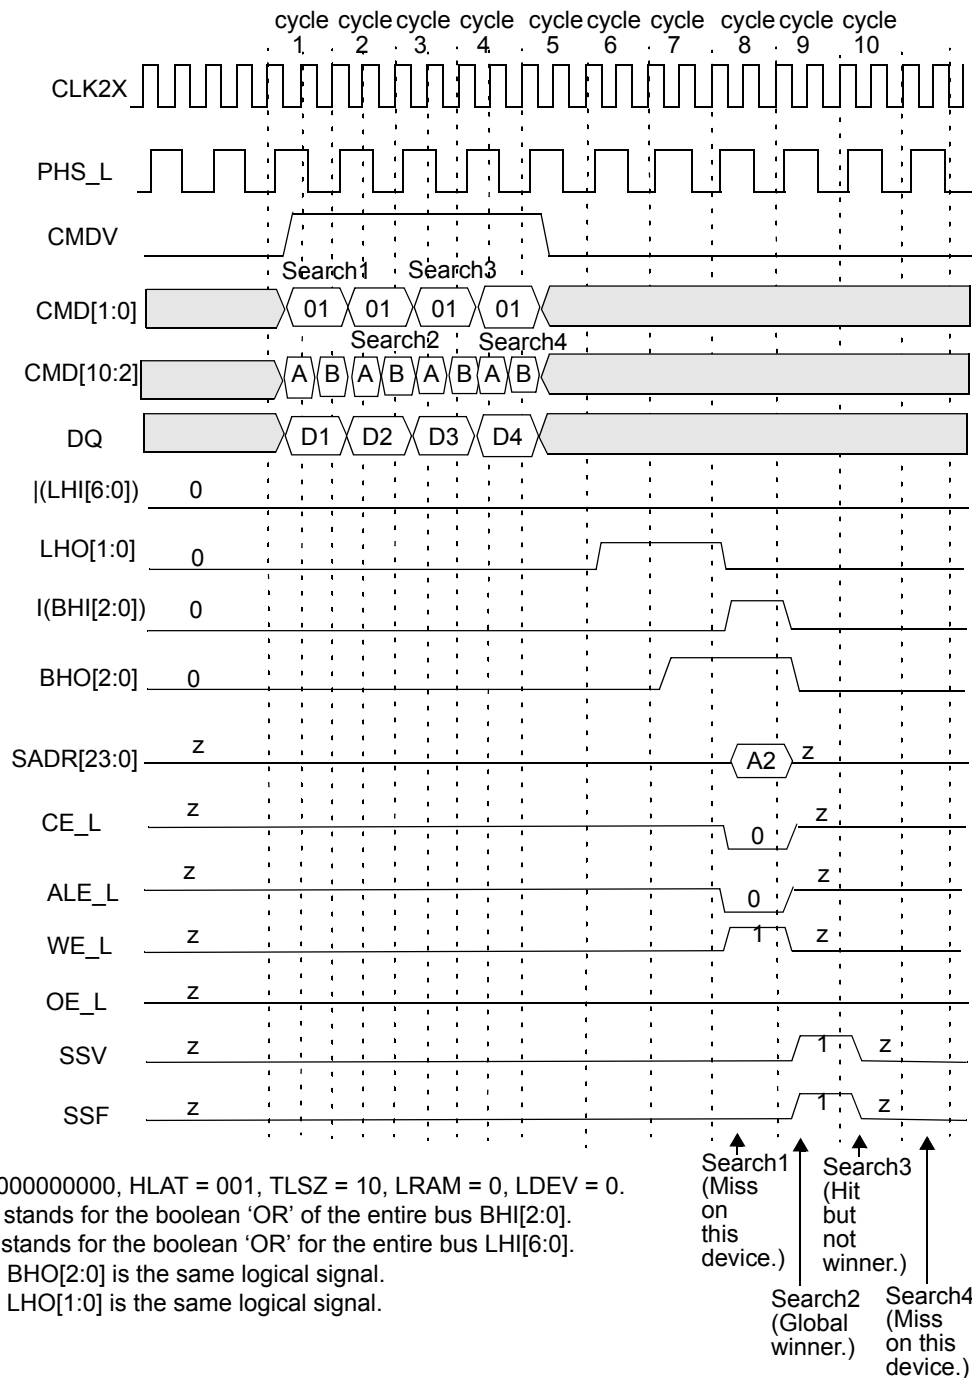 cycle cycle cycle cycle cycle cycle cycle cycle cycle cycle
1 2 3 4 5 6 7 8 9 10
CLK2X
PHS_L
CMDV
Search1 Search3
CMD[1:0] 01 01 01 01
Search2 Search4
CMD[10:2] A B A B A B A B
DQ D1 D2 D3 D4
|(LHI[6:0]) 0
LHO[1:0] 0
I(BHI[2:0]) 0
BHO[2:0] 0
SADR[23:0] z A2 z
CE_L z 0 z
ALE_L z 0 z
WE_L z 1 z
OE_L z
SSV z 1 z
SSF z 1 z
Search1
(Miss
on
this
device.)
Search3
(Hit
but
not
winner.)
Search2
(Global
winner.)
Search4
(Miss
on this
device.)
000000000, HLAT = 001, TLSZ = 10, LRAM = 0, LDEV = 0.
stands for the boolean ‘OR’ of the entire bus BHI[2:0].
stands for the boolean ‘OR’ for the entire bus LHI[6:0].
BHO[2:0] is the same logical signal.
LHO[1:0] is the same logical signal.